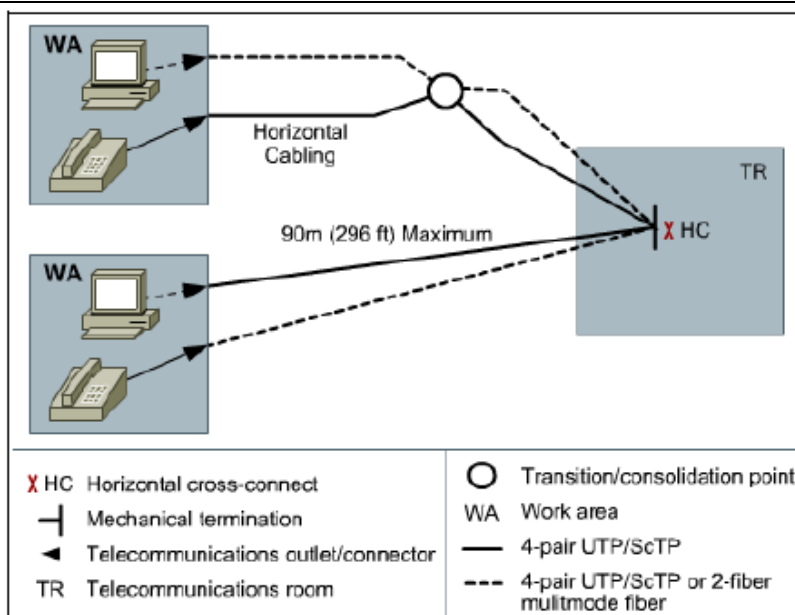 WA
Horizontal
Cabling
TR
90m (296 ft) Maximum
X HC
WA
X HC Horizontal cross-connect
Mechanical termination
Telecommunications outlet/connector
TR Telecommunications room
Transition/consolidation point
WA Work area
4-pair UTP/ScTP
4-pair UTP/ScTP or 2-fiber
mulitmode fiber